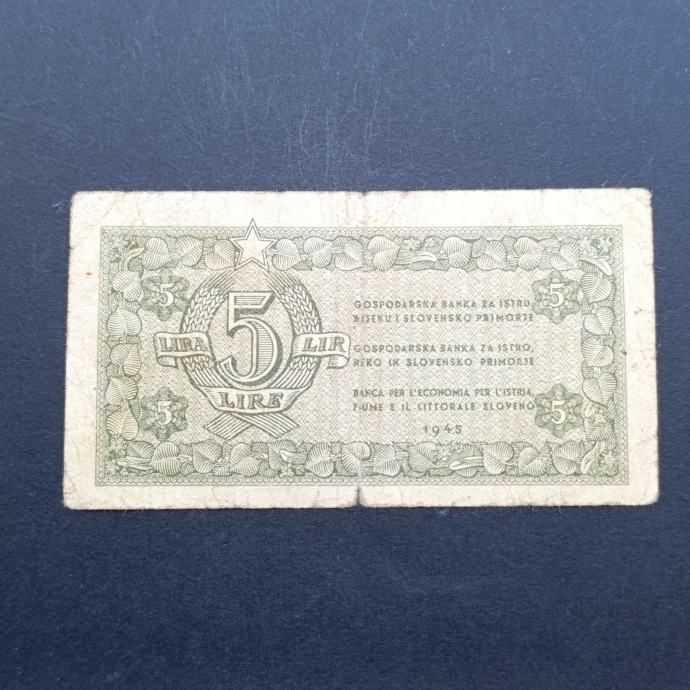 5
5
GOSPODARSKA BANKA ZA ISTRU,
RIJEKU I SLOVENSKO PRIMORJE
LIRA
5
LIR
GOSPODARSKA BANKA ZA ISTRO,
REKO IN SLOVENSKO PRIMORJE
LIRE
BANCA PER L'ECONOMIA PER L'ISTRIA,
FIUME E IL LITTORALE SLOVENO
5
5
1945